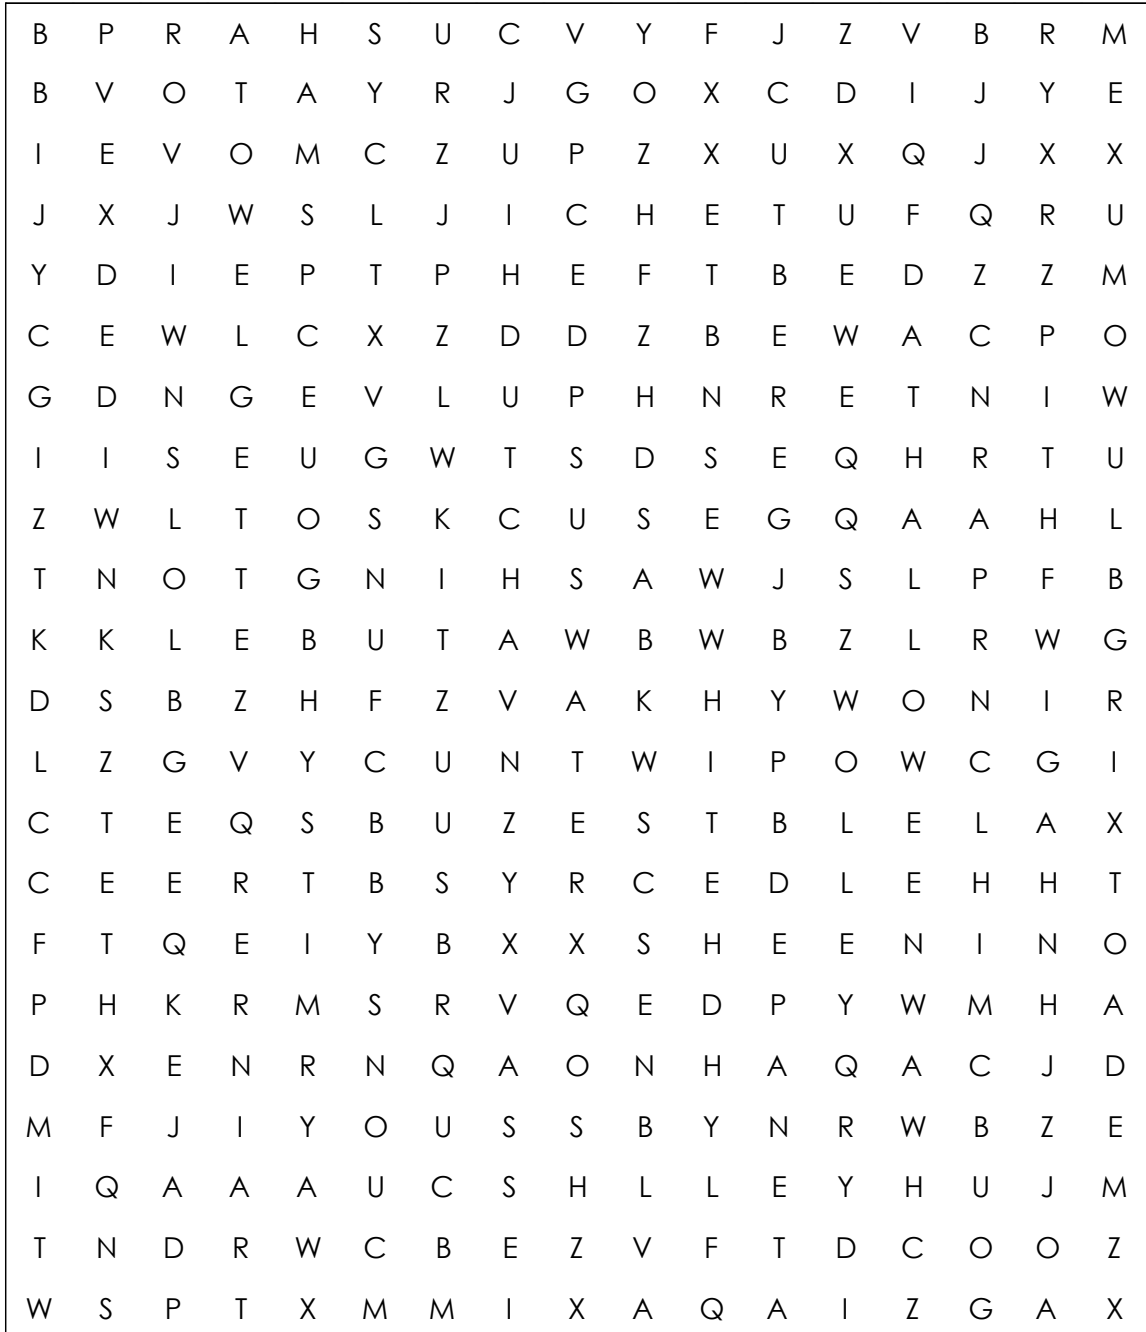 B P R A H S U C V Y F J Z V B R M
B V O T A Y R J G O X C D I J Y E
I E V O M C Z U P Z X U X Q J X X
J X J W S L J I C H E T U F Q R U
Y D I E P T P H E F T B E D Z Z M
C E W L C X Z D D Z B E W A C P O
G D N G E V L U P H N R E T N I W
I I S E U G W T S D S E Q H R T U
Z W L T O S K C U S E G Q A A H L
T N O T G N I H S A W J S L P F B
K K L E B U T A W B W B Z L R W G
D S B Z H F Z V A K H Y W O N I R
L Z G V Y C U N T W I P O W C G I
C T E Q S B U Z E S T B L E L A X
C E E R T B S Y R C E D L E H H T
F T Q E I Y B X X S H E E N I N O
P H K R M S R V Q E D P Y W M H A
D X E N R N Q A O N H A Q A C J D
M F J I Y O U S S B Y N R W B Z E
I Q A A A U C S H L L E Y H U J M
T N D R W C B E Z V F T D C O O Z
W S P T X M M I X A Q A I Z G A X